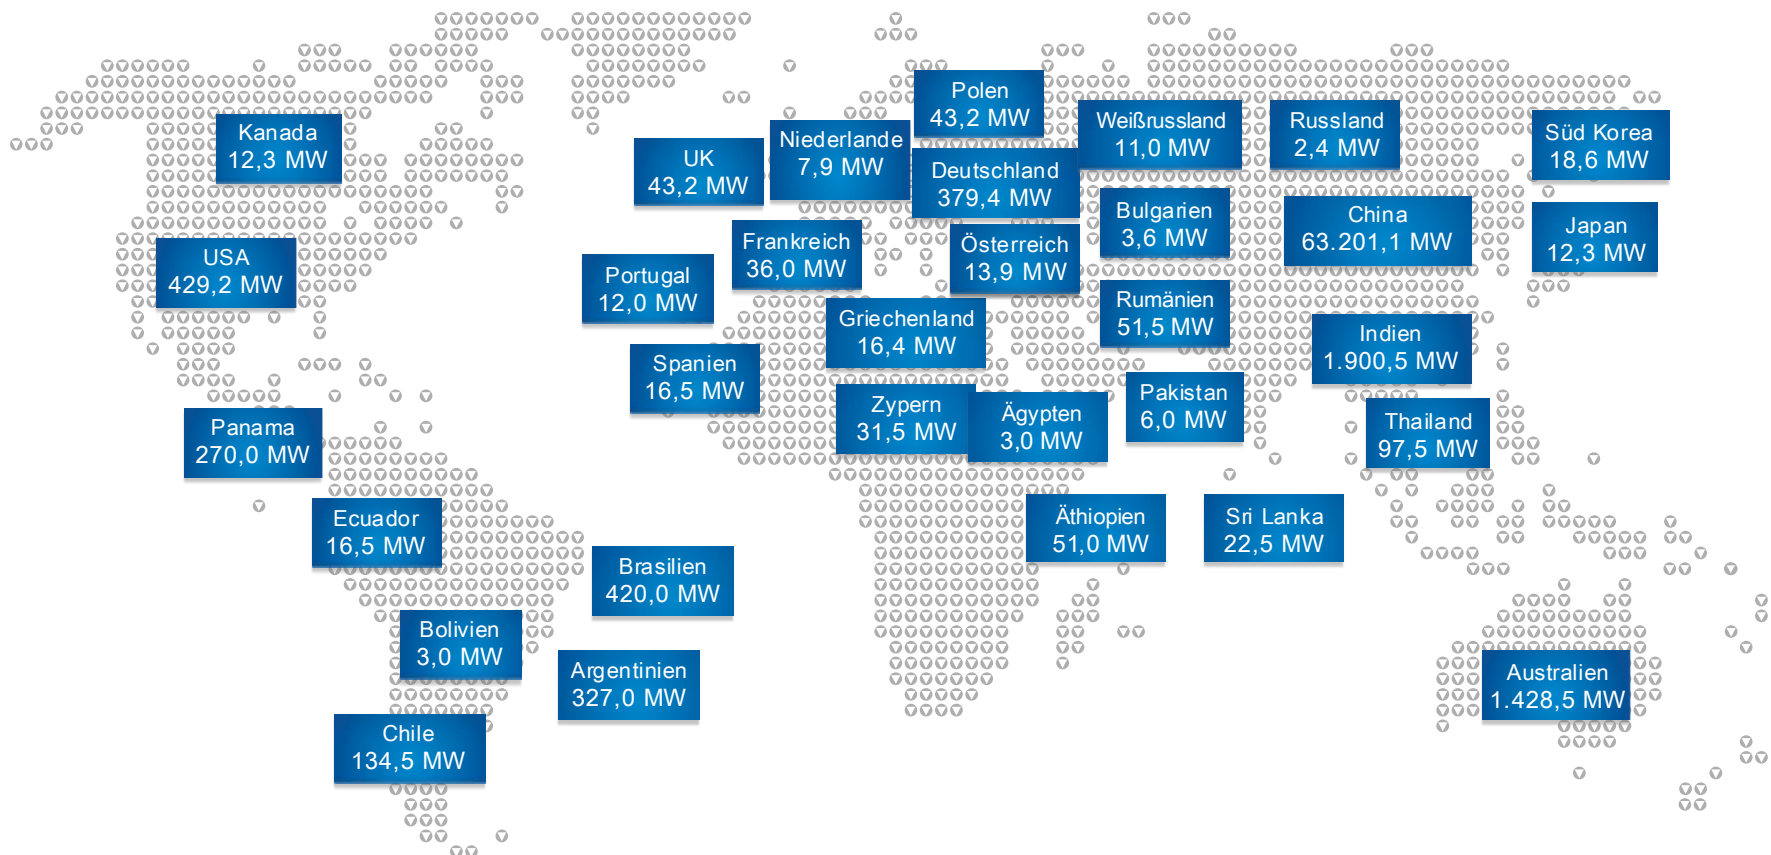 Polen
43,2 MW
Kanada
12,3 MW
UK
43,2 MW
Niederlande
7,9 MW
Deutschland
379,4 MW
Weißrussland
11,0 MW
Russland
2,4 MW
Süd Korea
18,6 MW
USA
429,2 MW
Portugal
12,0 MW
Frankreich
36,0 MW
Österreich
13,9 MW
Bulgarien
3,6 MW
China
63.201,1 MW
Japan
12,3 MW
Rumänien
51,5 MW
Griechenland
16,4 MW
Indien
1.900,5 MW
Spanien
16,5 MW
Zypern
31,5 MW
Ägypten
3,0 MW
Pakistan
6,0 MW
Thailand
97,5 MW
Panama
270,0 MW
Ecuador
16,5 MW
Äthiopien
51,0 MW
Sri Lanka
22,5 MW
Brasilien
420,0 MW
Bolivien
3,0 MW
Argentinien
327,0 MW
Australien
1.428,5 MW
Chile
134,5 MW